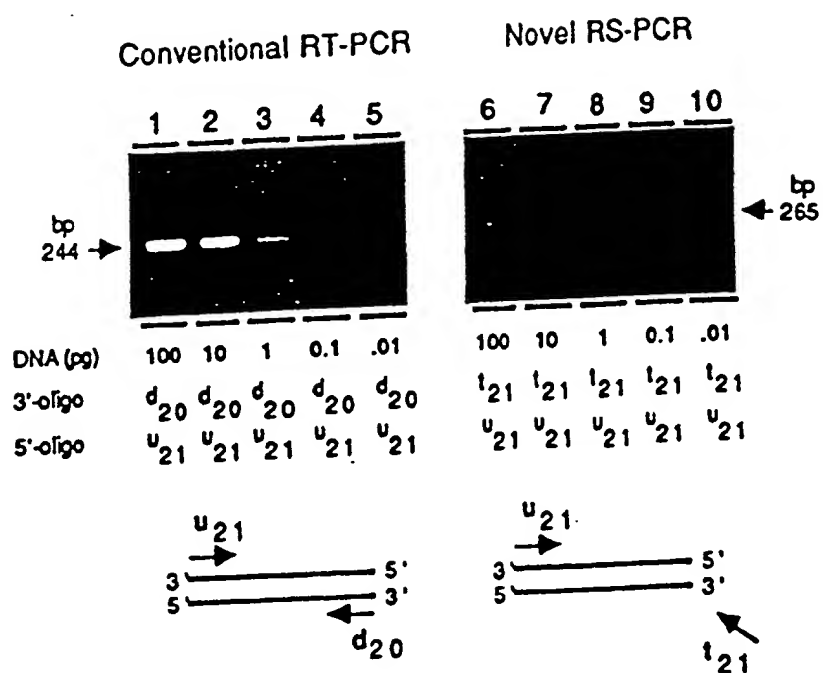 Conventional RT-PCR
Novel RS-PCR
1 2 3 4 5
6 7 8 9 10
bp
244
bp
265
DNA (pg) 100 10 1 0.1 .01
100 10 1 0.1 .01
3'-oligo d20 d20 d20 d20 d20
t21 t21 t21 t21 t21
5'-oligo u21 u21 u21 u21 u21
u21 u21 u21 u21 u21
u21
u21
3' 5'
5' 3'
d20
3' 5'
5' 3'
t21